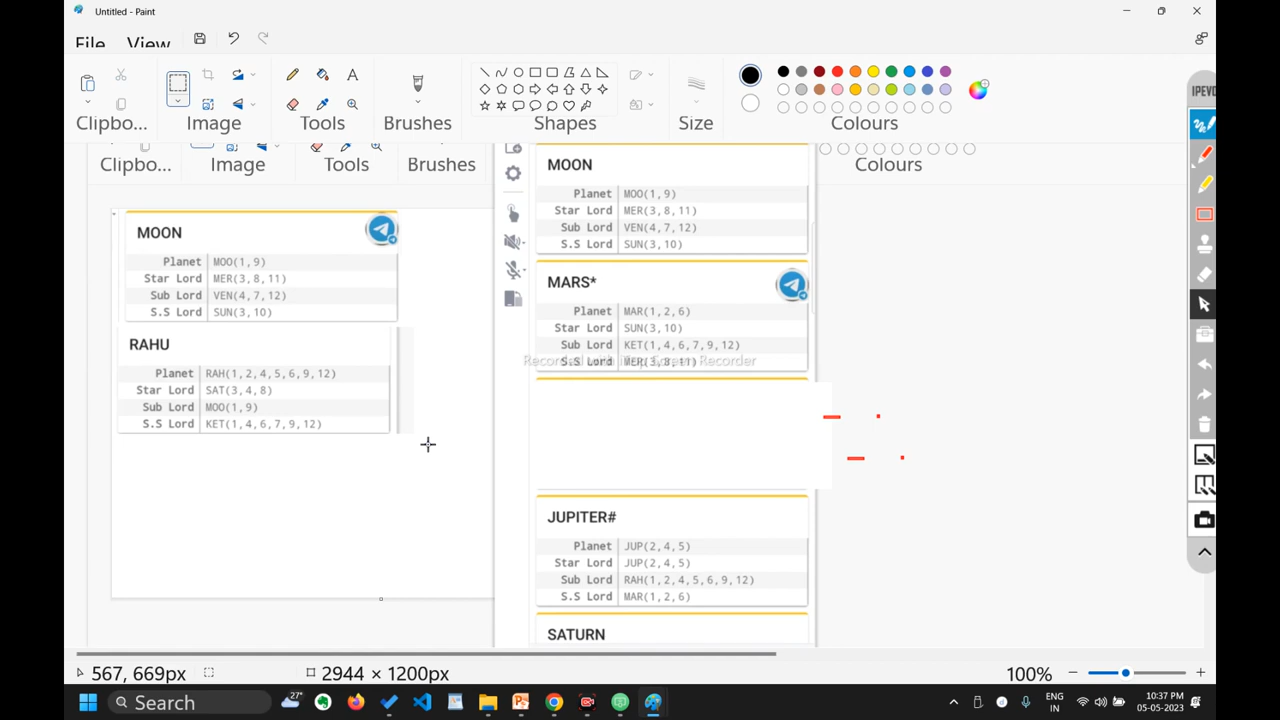 Untitled - Paint
File View
IPEVO
Clipbo... Image Tools Brushes Shapes Size Colours
Clipbo... Image Tools Brushes Colours
MOON
Planet MOO(1,9)
Star Lord MER(3,8,11)
Sub Lord VEN(4,7,12)
S.S Lord SUN(3,10)
RAHU
Planet RAH(1,2,4,5,6,9,12)
Star Lord SAT(3,4,8)
Sub Lord MOO(1,9)
S.S Lord KET(1,4,6,7,9,12)
MOON
Planet MOO(1,9)
Star Lord MER(3,8,11)
Sub Lord VEN(4,7,12)
S.S Lord SUN(3,10)
MARS*
Planet MAR(1,2,6)
Star Lord SUN(3,10)
Sub Lord KET(1,4,6,7,9,12)
S.S Lord MER(3,8,11)
Recorded with Screen Recorder
JUPITER#
Planet JUP(2,4,5)
Star Lord JUP(2,4,5)
Sub Lord RAH(1,2,4,5,6,9,12)
S.S Lord MAR(1,2,6)
SATURN
567, 669px 2944 × 1200px 100%
Search 27° ENG IN 10:37 PM 05-05-2023